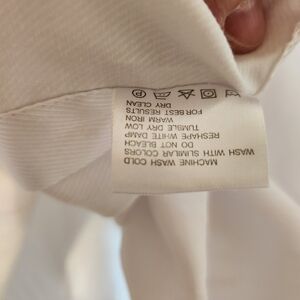 MACHINE WASH COLD
WASH WITH SIMILAR COLORS
DO NOT BLEACH
RESHAPE WHITE DAMP
TUMBLE DRY LOW
WARM IRON
FOR BEST RESULTS
DRY CLEAN